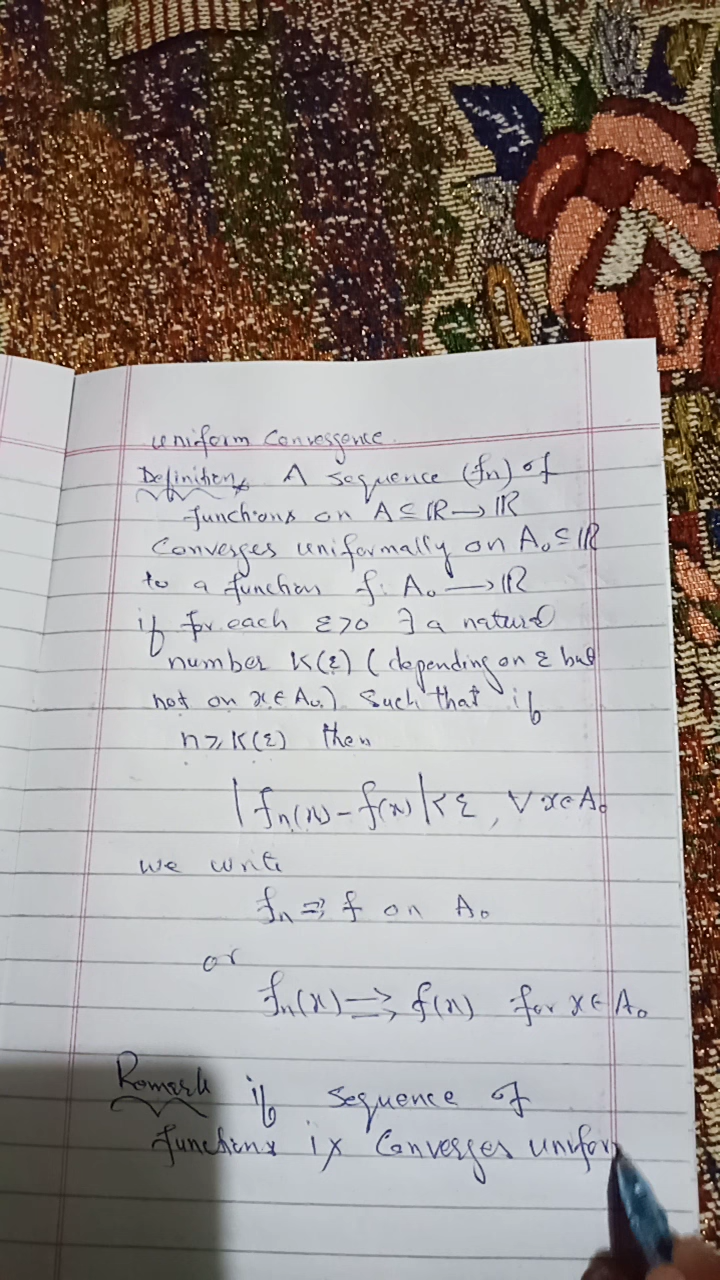 uniform Convergence.
Definition, A sequence (fn) of
functions on A ⊆ IR → IR
Converges uniformally on A₀ ⊆ IR
to a function f: A₀ → IR
if for each ε>0 ∃ a natural
number K(ε) (depending on ε but
not on x ∈ A₀) Such that if
n ≥ K(ε) then
|fn(x) - f(x)| < ε, ∀ x ∈ A₀
we write
fn ⇉ f on A₀
or
fn(x) ⇉ f(x) for x ∈ A₀
Remark if sequence of
functions is Converges unifor